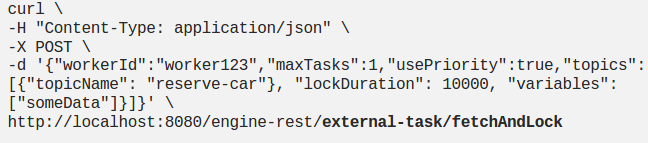 curl \
-H "Content-Type: application/json" \
-X POST \
-d '{"workerId":"worker123","maxTasks":1,"usePriority":true,"topics":
[{"topicName": "reserve-car"}, "lockDuration": 10000, "variables":
["someData"]}]}' \
http://localhost:8080/engine-rest/external-task/fetchAndLock